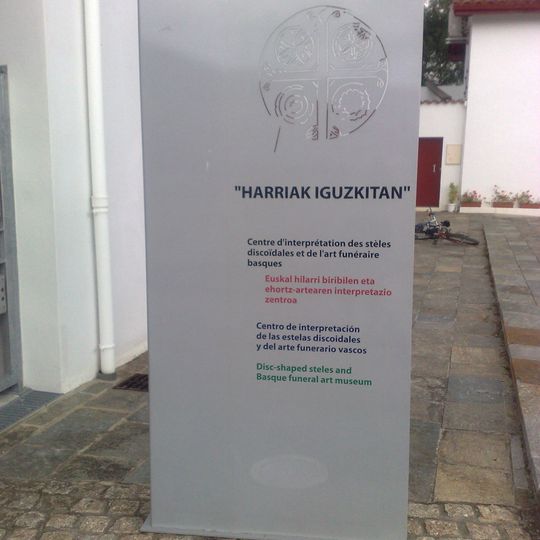 "HARRIAK IGUZKITAN"
Centre d'interprétation des stèles
discoïdales et de l'art funéraire
basques
Euskal hilarri biribilen eta
ehortz-artearen interpretazio
zentroa
Centro de interpretación
de las estelas discoidales
y del arte funerario vascos
Disc-shaped steles and
Basque funeral art museum